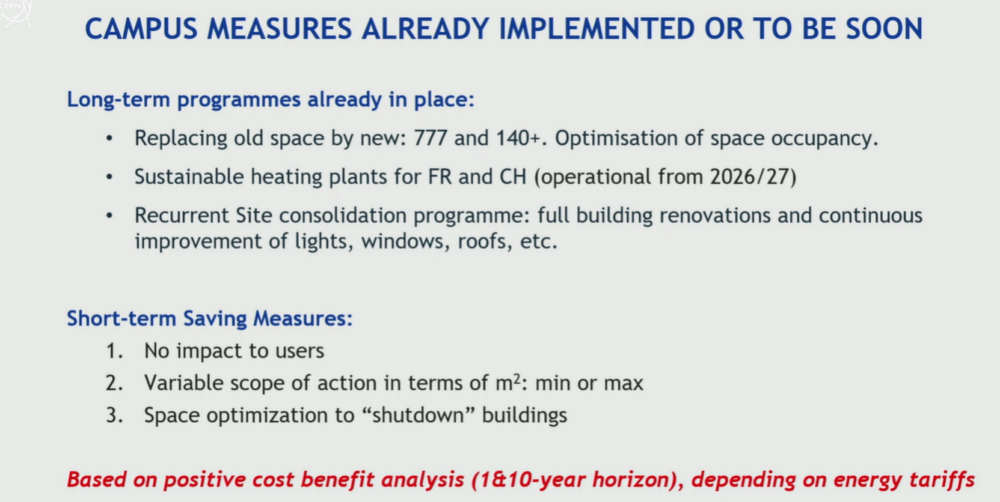 CERN
CAMPUS MEASURES ALREADY IMPLEMENTED OR TO BE SOON
Long-term programmes already in place:
• Replacing old space by new: 777 and 140+. Optimisation of space occupancy.
• Sustainable heating plants for FR and CH (operational from 2026/27)
• Recurrent Site consolidation programme: full building renovations and continuous
improvement of lights, windows, roofs, etc.
Short-term Saving Measures:
1. No impact to users
2. Variable scope of action in terms of m²: min or max
3. Space optimization to “shutdown” buildings
Based on positive cost benefit analysis (1&10-year horizon), depending on energy tariffs